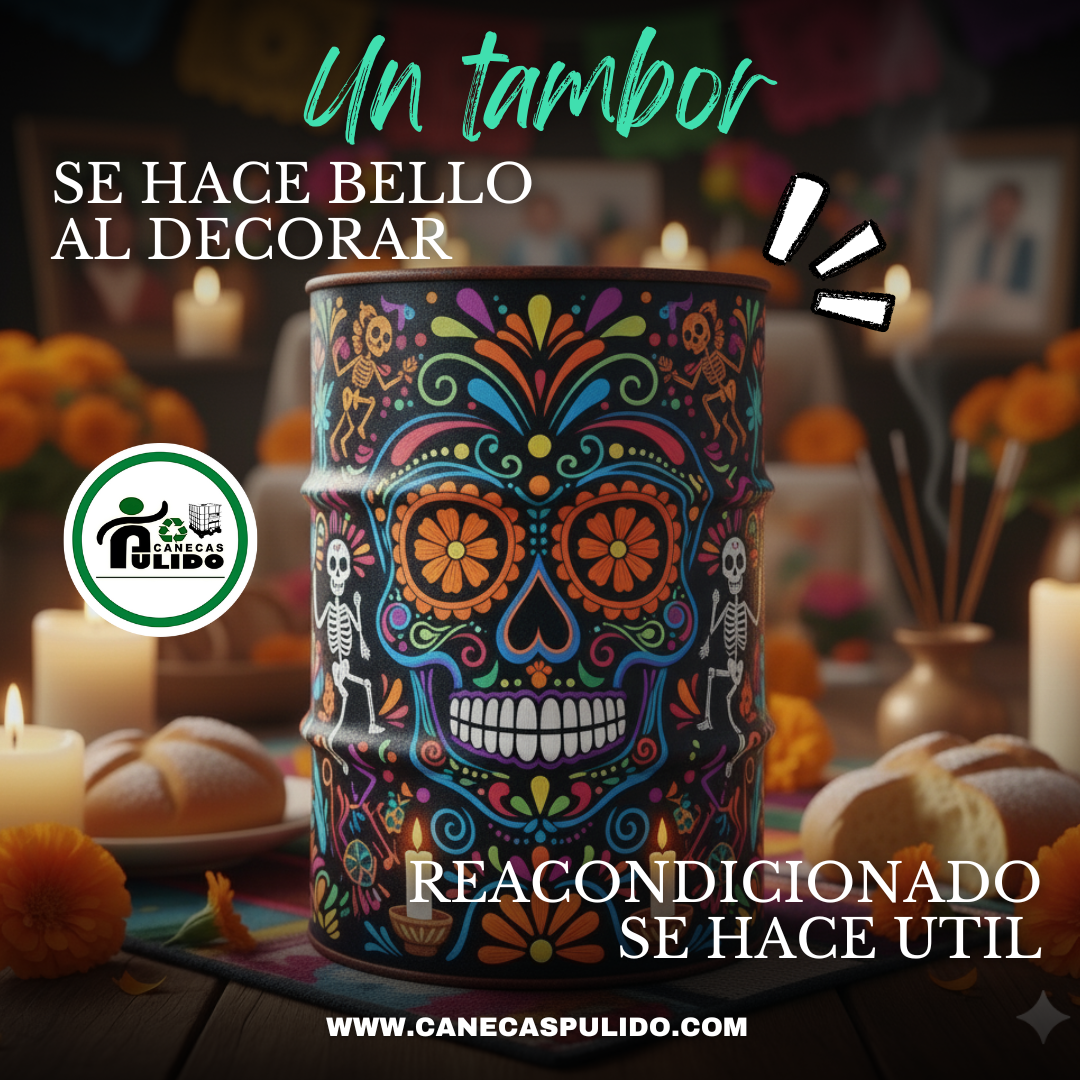 Un tambor
SE HACE BELLO
AL DECORAR
CANECAS
PULIDO
REACONDICIONADO
SE HACE UTIL
WWW.CANECASPULIDO.COM